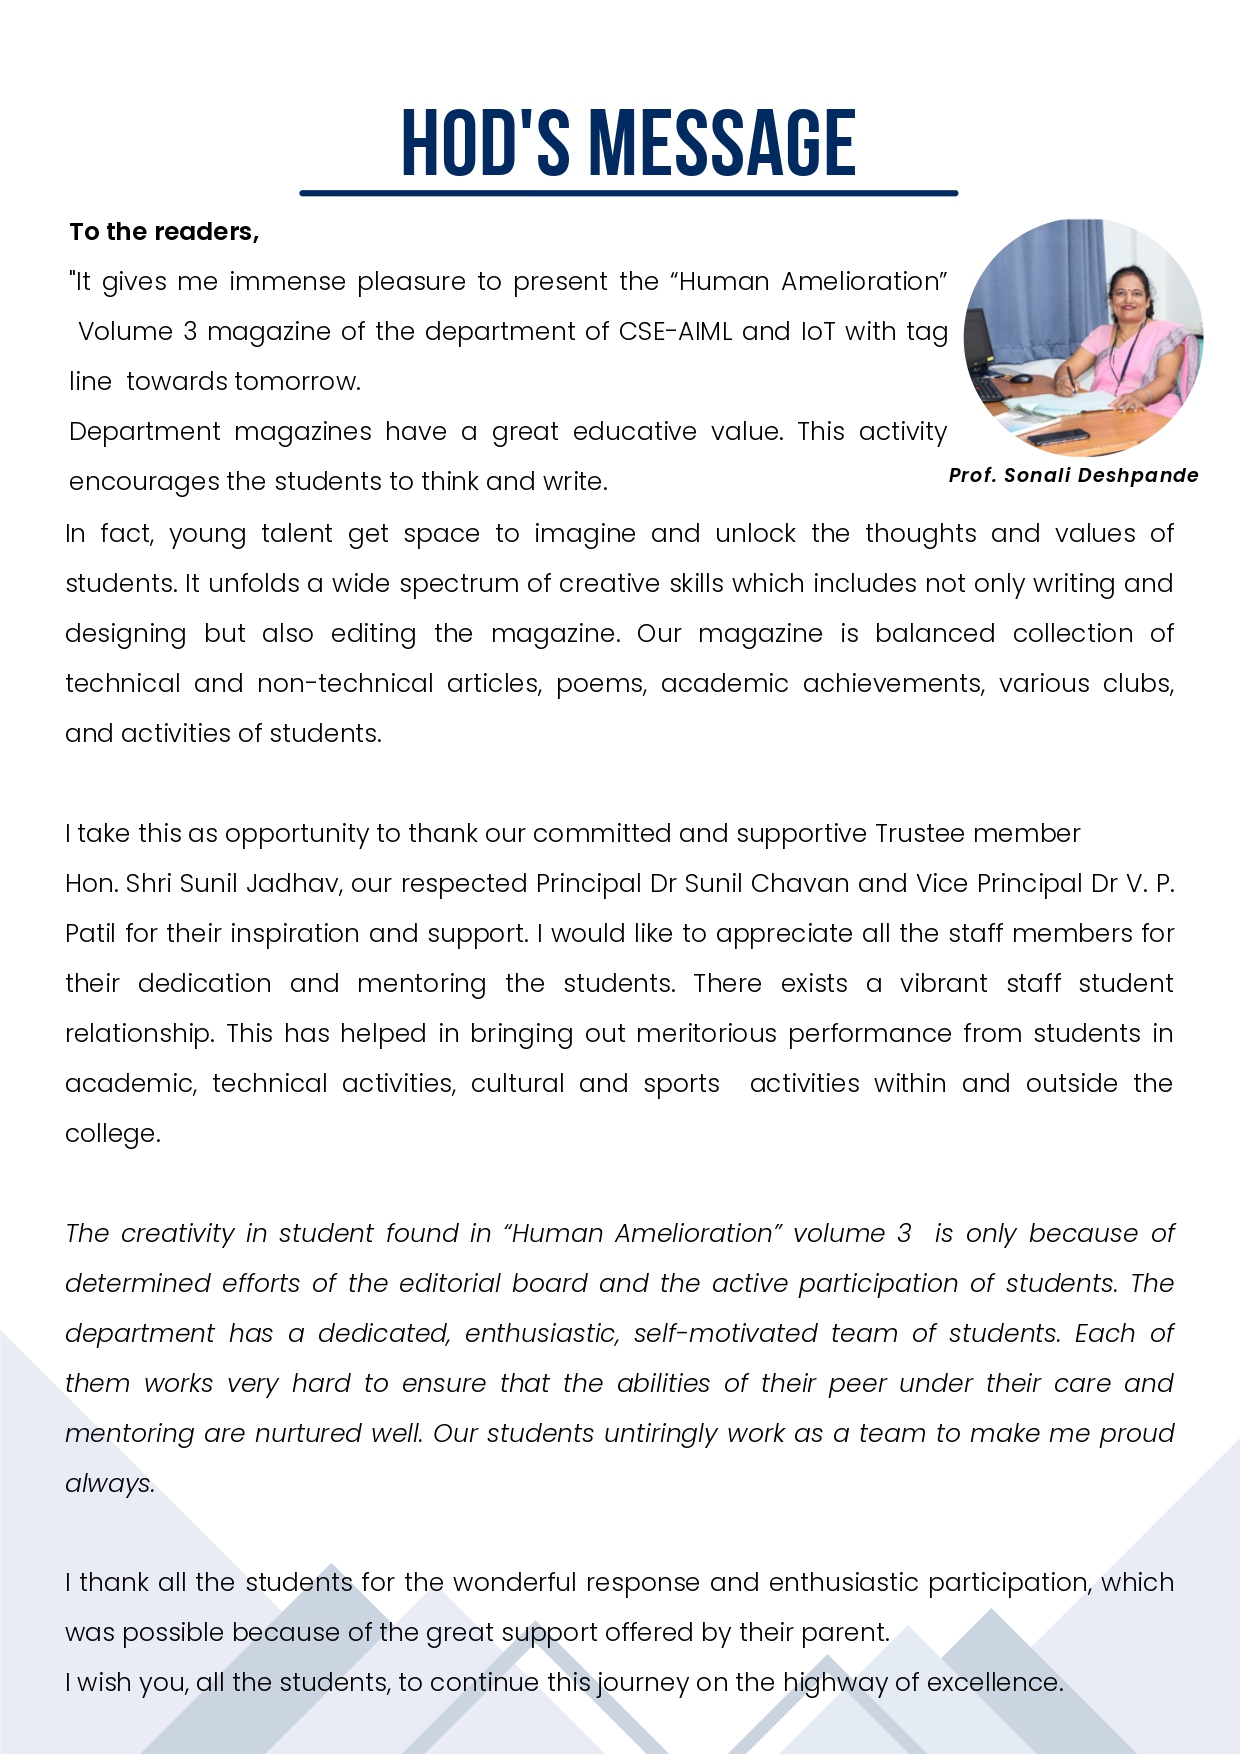 HOD'S MESSAGE
To the readers,
"It gives me immense pleasure to present the “Human Amelioration”
Volume 3 magazine of the department of CSE-AIML and IoT with tag
line towards tomorrow.
Department magazines have a great educative value. This activity
encourages the students to think and write.
Prof. Sonali Deshpande
In fact, young talent get space to imagine and unlock the thoughts and values of
students. It unfolds a wide spectrum of creative skills which includes not only writing and
designing but also editing the magazine. Our magazine is balanced collection of
technical and non-technical articles, poems, academic achievements, various clubs,
and activities of students.
I take this as opportunity to thank our committed and supportive Trustee member
Hon. Shri Sunil Jadhav, our respected Principal Dr Sunil Chavan and Vice Principal Dr V. P.
Patil for their inspiration and support. I would like to appreciate all the staff members for
their dedication and mentoring the students. There exists a vibrant staff student
relationship. This has helped in bringing out meritorious performance from students in
academic, technical activities, cultural and sports activities within and outside the
college.
The creativity in student found in “Human Amelioration” volume 3 is only because of
determined efforts of the editorial board and the active participation of students. The
department has a dedicated, enthusiastic, self-motivated team of students. Each of
them works very hard to ensure that the abilities of their peer under their care and
mentoring are nurtured well. Our students untiringly work as a team to make me proud
always.
I thank all the students for the wonderful response and enthusiastic participation, which
was possible because of the great support offered by their parent.
I wish you, all the students, to continue this journey on the highway of excellence.